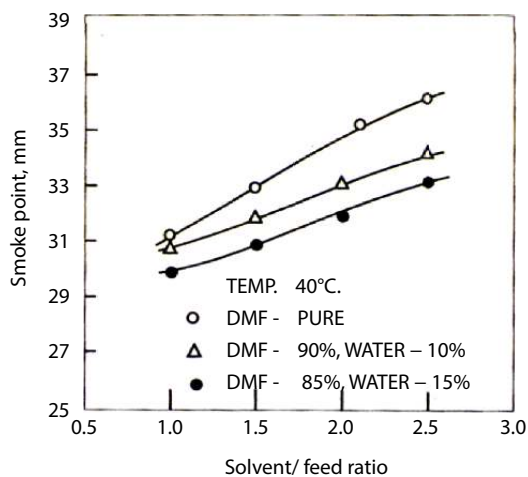 39
37
35
33
31
29
27
25
Smoke point, mm
TEMP. 40°C.
DMF - PURE
DMF - 90%, WATER – 10%
DMF - 85%, WATER – 15%
0.5 1.0 1.5 2.0 2.5 3.0
Solvent/ feed ratio